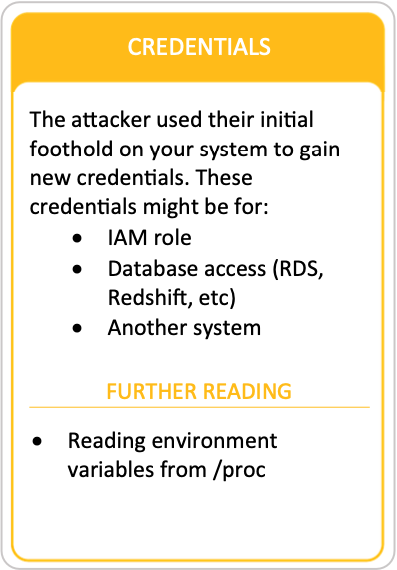 CREDENTIALS
The attacker used their initial
foothold on your system to gain
new credentials. These
credentials might be for:
• IAM role
• Database access (RDS,
Redshift, etc)
• Another system
FURTHER READING
• Reading environment
variables from /proc